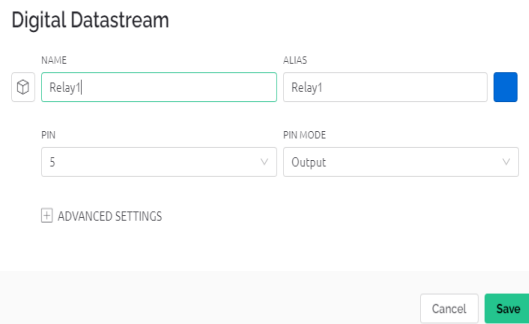 Digital Datastream
NAME ALIAS
Relay1 Relay1
PIN PIN MODE
5 Output
ADVANCED SETTINGS
Cancel Save